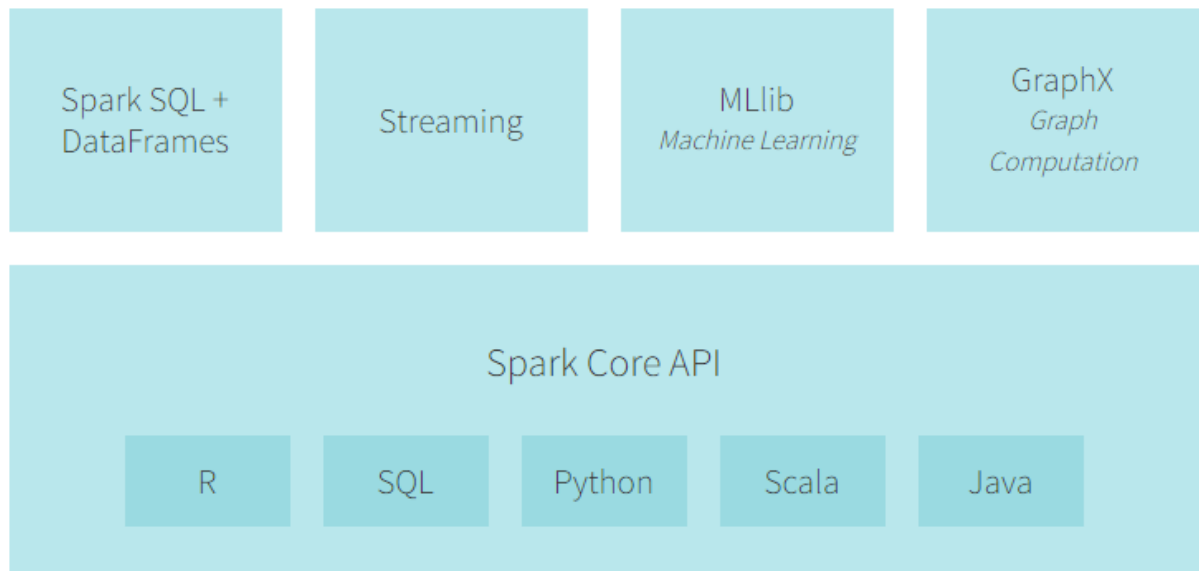 Spark SQL +
DataFrames
Streaming
MLlib
Machine Learning
GraphX
Graph
Computation
Spark Core API
R
SQL
Python
Scala
Java